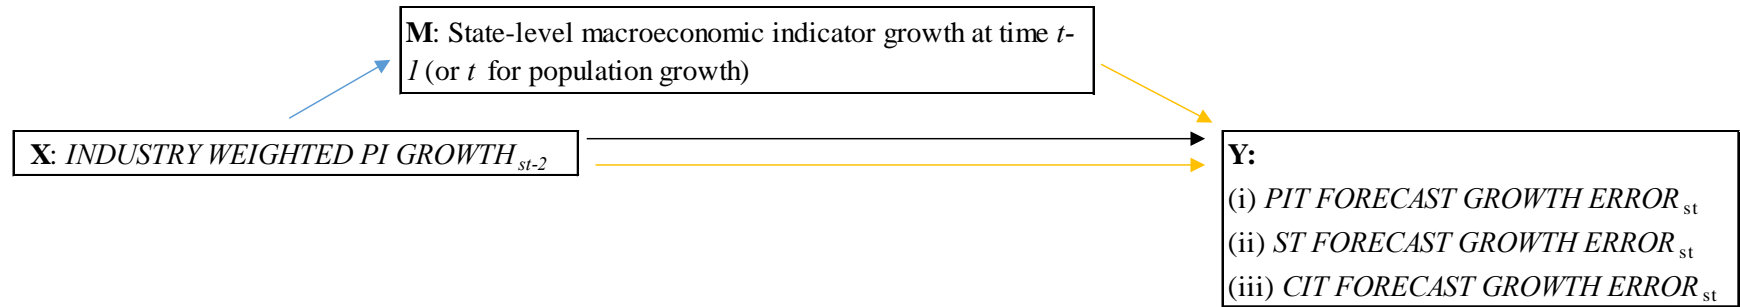 M: State-level macroeconomic indicator growth at time t-
1 (or t for population growth)
X: INDUSTRY WEIGHTED PI GROWTH st-2
Y:
(i) PIT FORECAST GROWTH ERROR st
(ii) ST FORECAST GROWTH ERROR st
(iii) CIT FORECAST GROWTH ERROR st